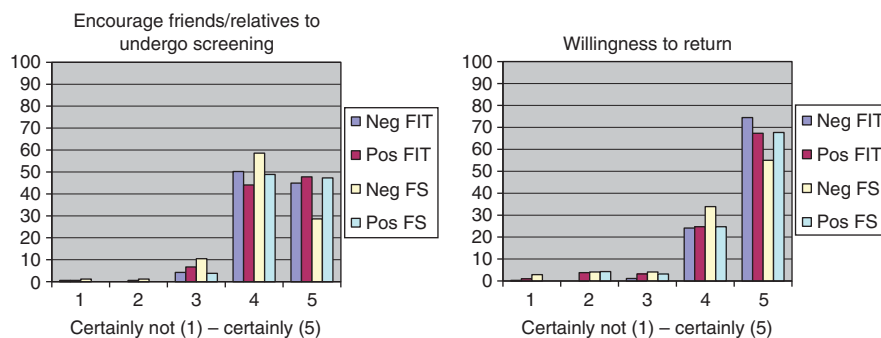 Encourage friends/relatives to
undergo screening
100
90
80
70
60
50
40
30
20
10
0
1 2 3 4 5
Certainly not (1) – certainly (5)
Neg FIT
Pos FIT
Neg FS
Pos FS
Willingness to return
100
90
80
70
60
50
40
30
20
10
0
1 2 3 4 5
Certainly not (1) – certainly (5)
Neg FIT
Pos FIT
Neg FS
Pos FS